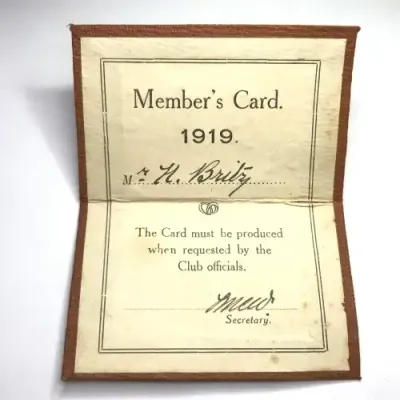 Member's Card.
1919.
Mr H. Britz
The Card must be produced
when requested by the
Club officials.
Secretary.